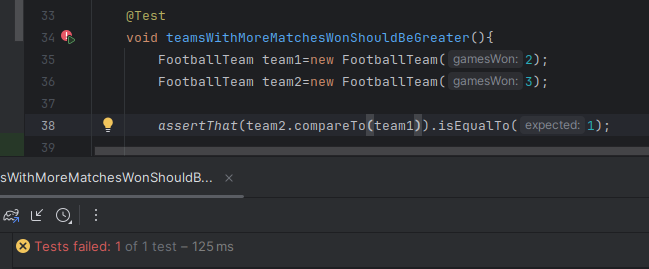 33
@Test
34
void teamsWithMoreMatchesWonShouldBeGreater(){
35
FootballTeam team1=new FootballTeam( gamesWon: 2);
36
FootballTeam team2=new FootballTeam( gamesWon: 3);
37
38
assertThat(team2.compareTo(team1)).isEqualTo( expected: 1);
39
sWithMoreMatchesWonShouldB... ×
Tests failed: 1 of 1 test – 125 ms